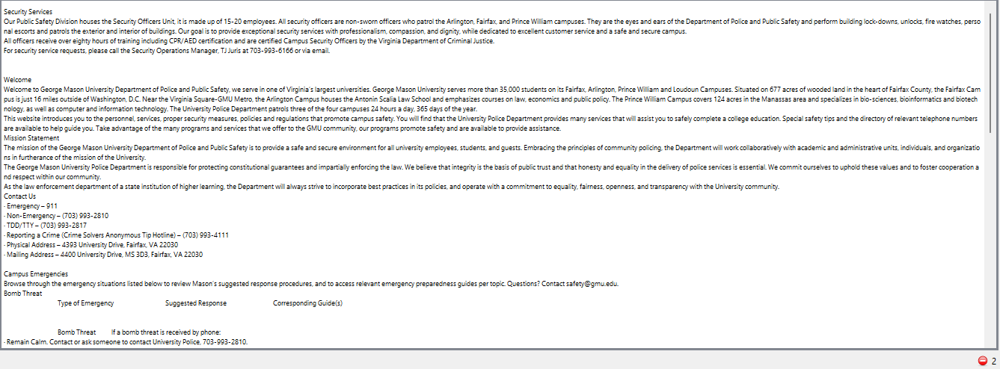 Security Services
Our Public Safety Division houses the Security Officers Unit, it is made up of 15-20 employees. All security officers are non-sworn officers who patrol the Arlington, Fairfax, and Prince William campuses. They are the eyes and ears of the Department of Police and Public Safety and perform building lock-downs, unlocks, fire watches, perso
nal escorts and patrols the exterior and interior of buildings. Our goal is to provide exceptional security services with professionalism, compassion, and dignity, while dedicated to excellent customer service and a safe and secure campus.
All officers receive over eighty hours of training including CPR/AED certification and are certified Campus Security Officers by the Virginia Department of Criminal Justice.
For security service requests, please call the Security Operations Manager, TJ Juris at 703-993-6166 or via email.
Welcome
Welcome to George Mason University Department of Police and Public Safety, we serve in one of Virginia's largest universities. George Mason University serves more than 35,000 students on its Fairfax, Arlington, Prince William and Loudoun Campuses. Situated on 677 acres of wooded land in the heart of Fairfax County, the Fairfax Cam
pus is just 16 miles outside of Washington, D.C. Near the Virginia Square-GMU Metro, the Arlington Campus houses the Antonin Scalia Law School and emphasizes courses on law, economics and public policy. The Prince William Campus covers 124 acres in the Manassas area and specializes in bio-sciences, bioinformatics and biotech
nology, as well as computer and information technology. The University Police Department patrols three of the four campuses 24 hours a day, 365 days of the year.
This website introduces you to the personnel, services, proper security measures, policies and regulations that promote campus safety. You will find that the University Police Department provides many services that will assist you to safely complete a college education. Special safety tips and the directory of relevant telephone numbers
are available to help guide you. Take advantage of the many programs and services that we offer to the GMU community, our programs promote safety and are available to provide assistance.
Mission Statement
The mission of the George Mason University Department of Police and Public Safety is to provide a safe and secure environment for all university employees, students, and guests. Embracing the principles of community policing, the Department will work collaboratively with academic and administrative units, individuals, and organizatio
ns in furtherance of the mission of the University.
The George Mason University Police Department is responsible for protecting constitutional guarantees and impartially enforcing the law. We believe that integrity is the basis of public trust and that honesty and equality in the delivery of police services is essential. We commit ourselves to uphold these values and to foster cooperation a
nd respect within our community.
As the law enforcement department of a state institution of higher learning, the Department will always strive to incorporate best practices in its policies, and operate with a commitment to equality, fairness, openness, and transparency with the University community.
Contact Us
· Emergency – 911
· Non-Emergency – (703) 993-2810
· TDD/TTY – (703) 993-2817
· Reporting a Crime (Crime Solvers Anonymous Tip Hotline) – (703) 993-4111
· Physical Address – 4393 University Drive, Fairfax, VA 22030
· Mailing Address – 4400 University Drive, MS 3D3, Fairfax, VA 22030
Campus Emergencies
Browse through the emergency situations listed below to review Mason's suggested response procedures, and to access relevant emergency preparedness guides per topic. Questions? Contact safety@gmu.edu.
Bomb Threat
Type of Emergency Suggested Response Corresponding Guide(s)
Bomb Threat If a bomb threat is received by phone:
· Remain Calm. Contact or ask someone to contact University Police, 703-993-2810.
2